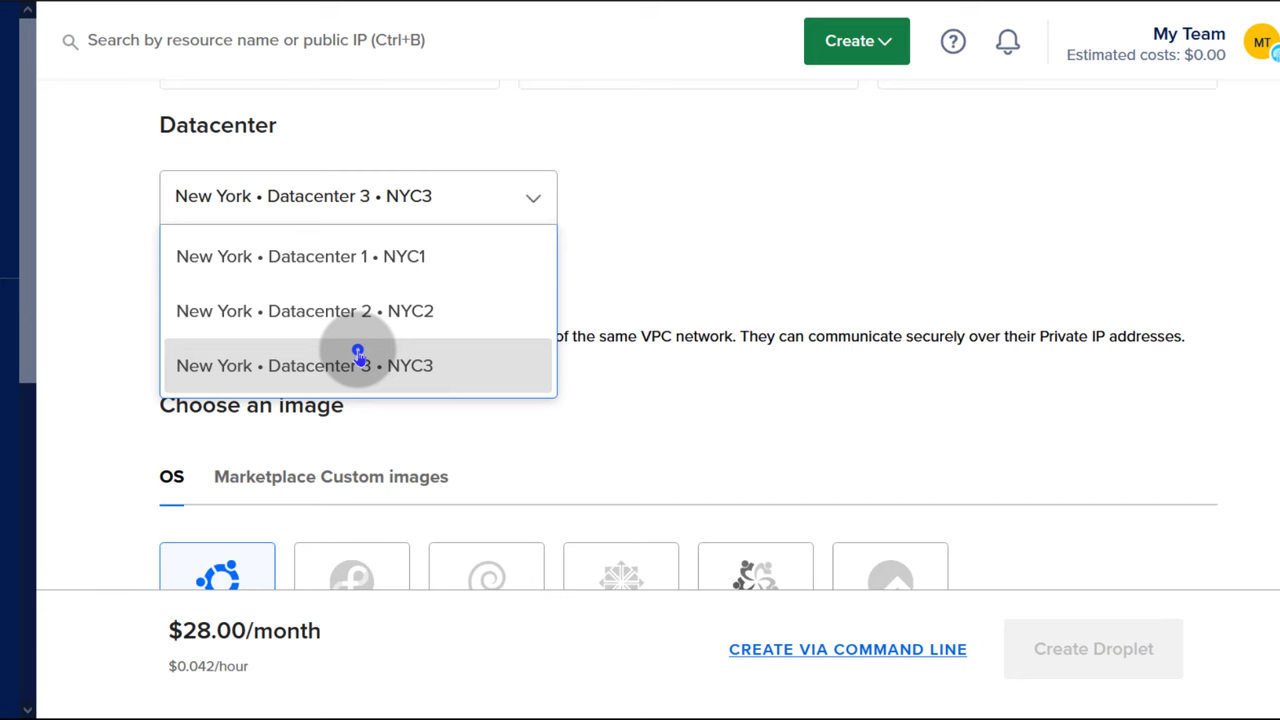 Search by resource name or public IP (Ctrl+B)
Create
My Team
Estimated costs: $0.00
MT
Datacenter
New York • Datacenter 3 • NYC3
New York • Datacenter 1 • NYC1
New York • Datacenter 2 • NYC2
of the same VPC network. They can communicate securely over their Private IP addresses.
New York • Datacenter 3 • NYC3
Choose an image
OS
Marketplace Custom images
$28.00/month
$0.042/hour
CREATE VIA COMMAND LINE
Create Droplet